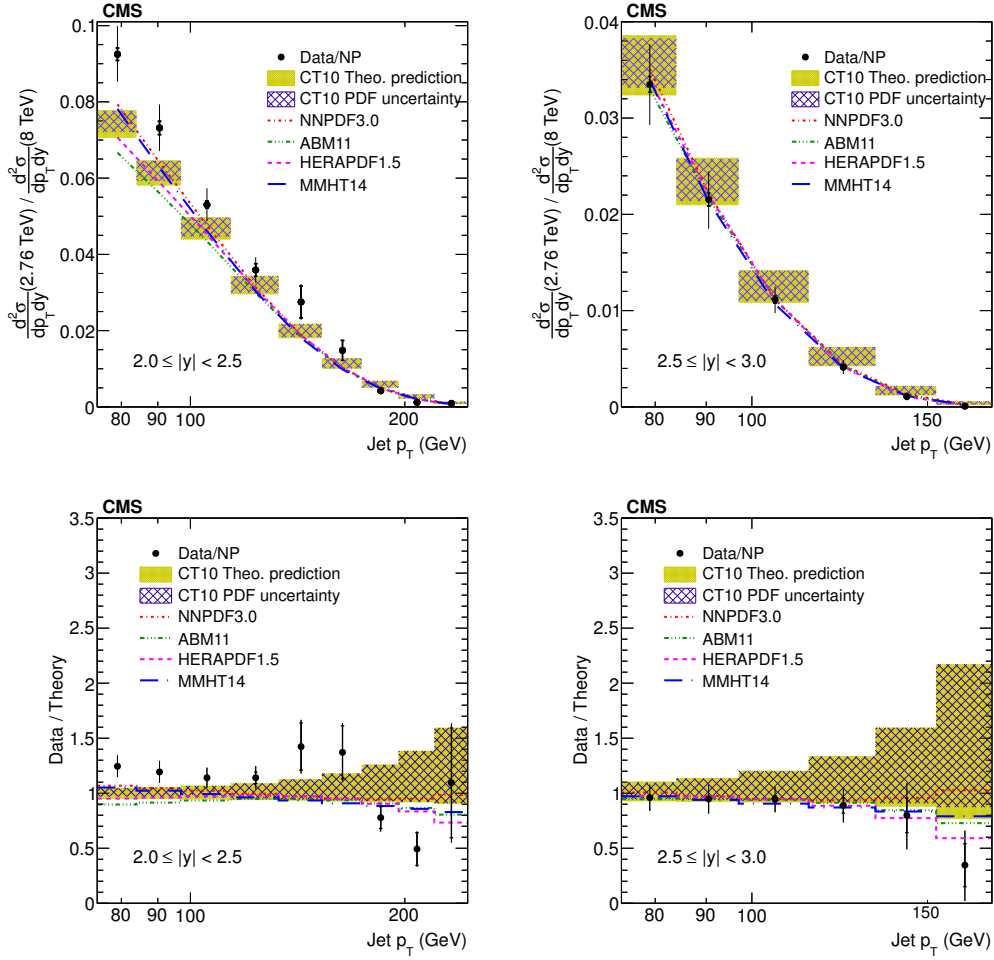 CMS
d²σ/dp_T dy (2.76 TeV) / d²σ/dp_T dy (8 TeV)
0.1
0.08
0.06
0.04
0.02
0
Data/NP
CT10 Theo. prediction
CT10 PDF uncertainty
NNPDF3.0
ABM11
HERAPDF1.5
MMHT14
2.0 ≤ |y| < 2.5
80 90 100 200
Jet p_T (GeV)
CMS
d²σ/dp_T dy (2.76 TeV) / d²σ/dp_T dy (8 TeV)
0.04
0.03
0.02
0.01
0
Data/NP
CT10 Theo. prediction
CT10 PDF uncertainty
NNPDF3.0
ABM11
HERAPDF1.5
MMHT14
2.5 ≤ |y| < 3.0
80 90 100 150
Jet p_T (GeV)
CMS
Data / Theory
3.5
3
2.5
2
1.5
1
0.5
0
Data/NP
CT10 Theo. prediction
CT10 PDF uncertainty
NNPDF3.0
ABM11
HERAPDF1.5
MMHT14
2.0 ≤ |y| < 2.5
80 90 100 200
Jet p_T (GeV)
CMS
Data / Theory
3.5
3
2.5
2
1.5
1
0.5
0
Data/NP
CT10 Theo. prediction
CT10 PDF uncertainty
NNPDF3.0
ABM11
HERAPDF1.5
MMHT14
2.5 ≤ |y| < 3.0
80 90 100 150
Jet p_T (GeV)